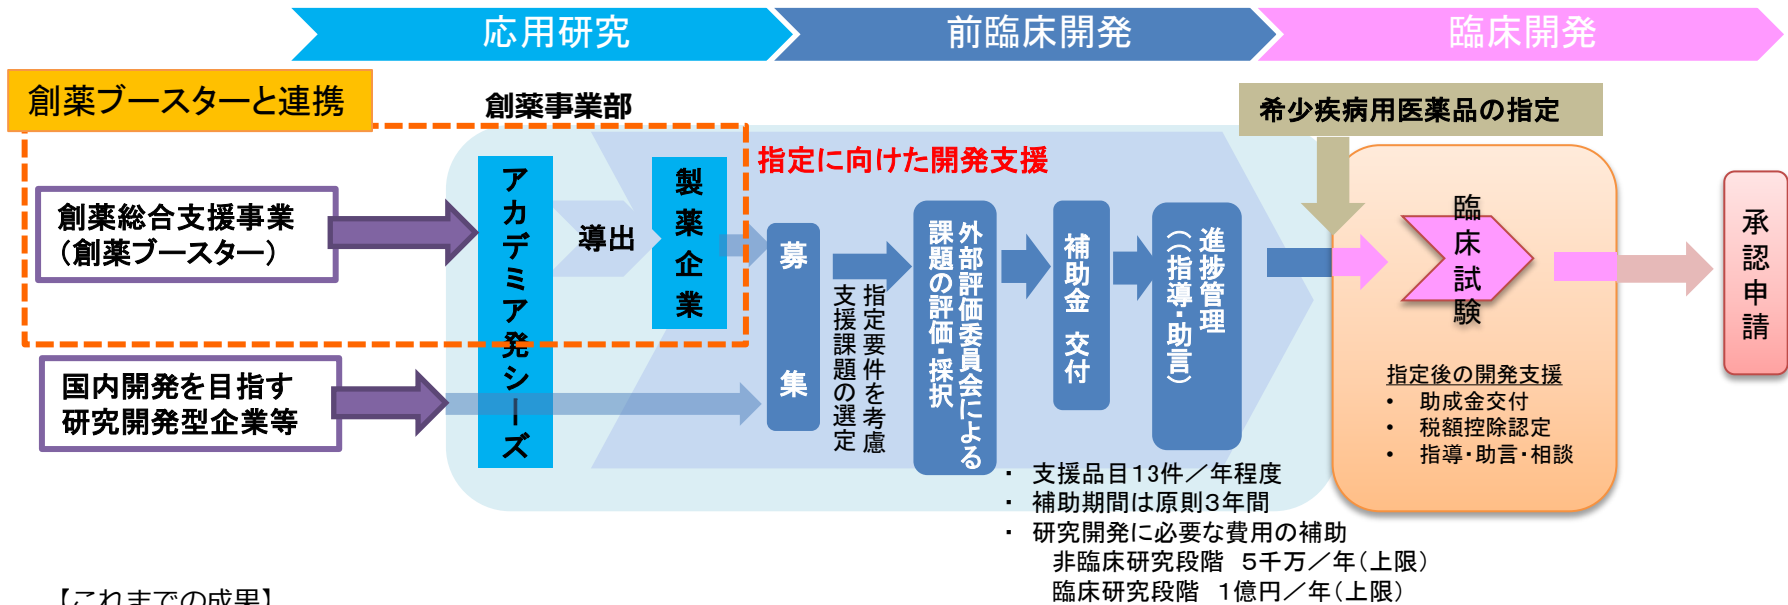 応用研究
前臨床開発
臨床開発
創薬ブースターと連携
創薬事業部
希少疾病用医薬品の指定
指定に向けた開発支援
創薬総合支援事業
（創薬ブースター）
国内開発を目指す
研究開発型企業等
アカデミア発シーズ
導出
製薬企業
募集
指定要件を考慮
支援課題の選定
外部評価委員会による
課題の評価・採択
補助金 交付
進捗管理
（（指導・助言）
臨床試験
承認申請
指定後の開発支援
• 助成金交付
• 税額控除認定
• 指導・助言・相談
・ 支援品目13件／年程度
・ 補助期間は原則3年間
・ 研究開発に必要な費用の補助
非臨床研究段階 5千万／年（上限）
臨床研究段階 1億円／年（上限）
【これまでの成果】